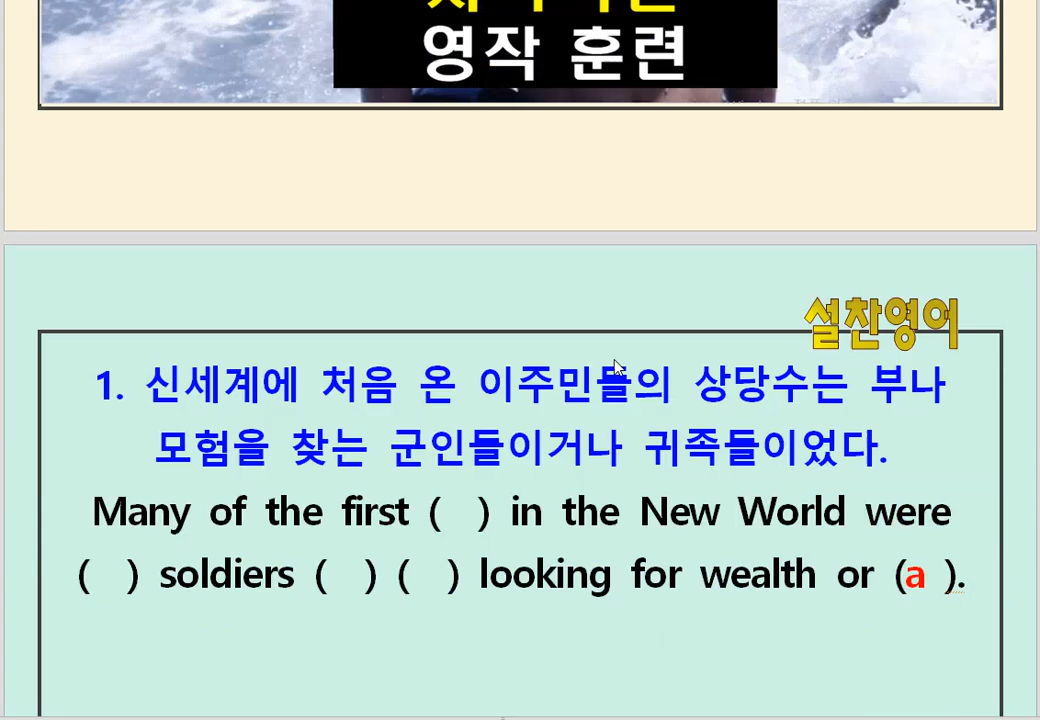 영작 훈련
설찬영어
1. 신세계에 처음 온 이주민들의 상당수는 부나
모험을 찾는 군인들이거나 귀족들이었다.
Many of the first ( ) in the New World were
( ) soldiers ( ) ( ) looking for wealth or (a ).